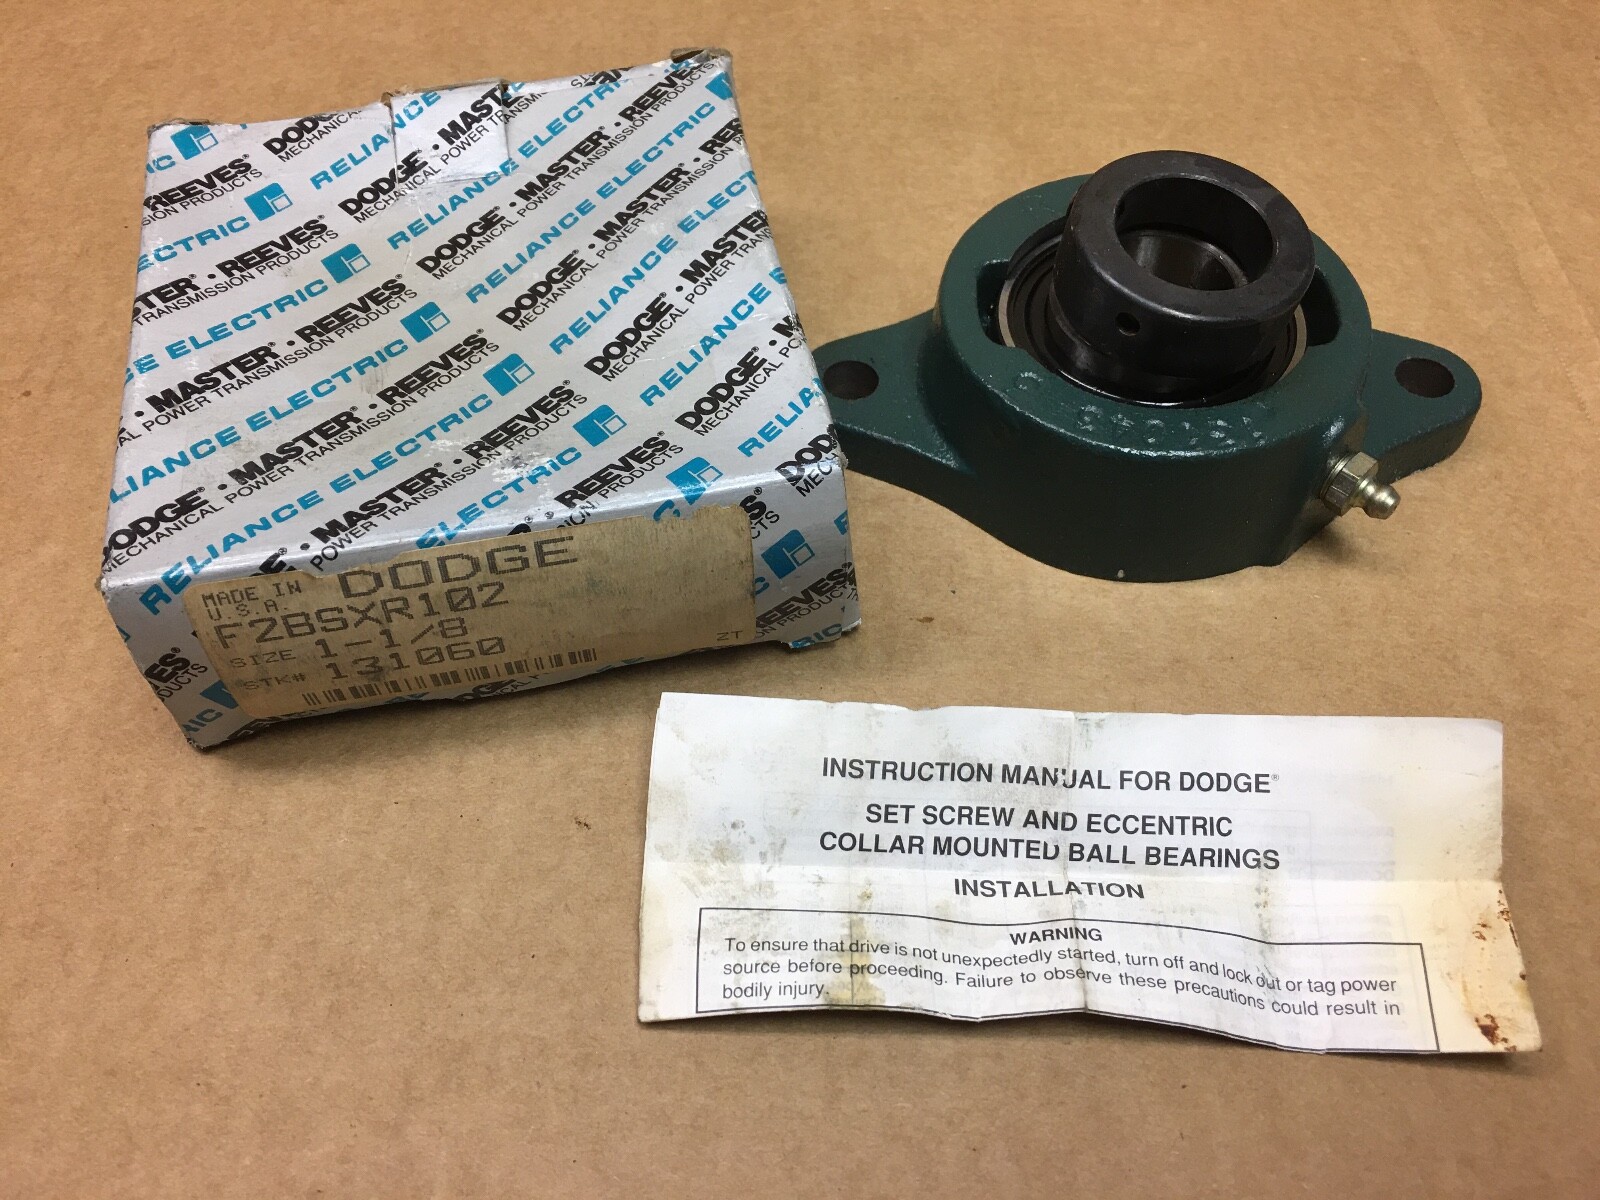 RELIANCE ELECTRIC
DODGE® · MASTER® · REEVES®
MECHANICAL POWER TRANSMISSION PRODUCTS
MADE IN
U.S.A.
DODGE
F2BSXR102
SIZE 1-1/8
STK# 131060
ZT
INSTRUCTION MANUAL FOR DODGE®
SET SCREW AND ECCENTRIC
COLLAR MOUNTED BALL BEARINGS
INSTALLATION
WARNING
To ensure that drive is not unexpectedly started, turn off and lock out or tag power
source before proceeding. Failure to observe these precautions could result in
bodily injury.